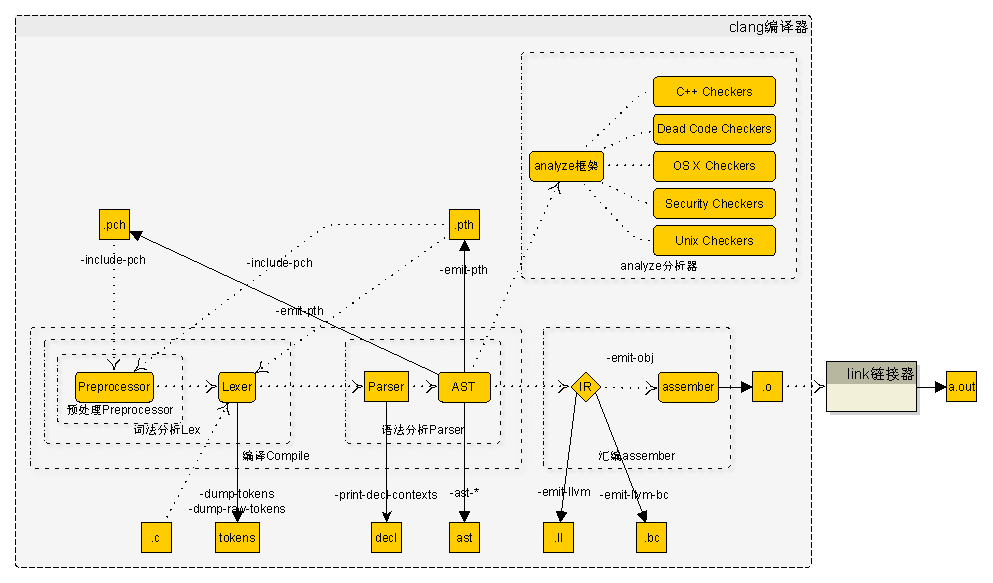 clang编译器
C++ Checkers
Dead Code Checkers
analyze框架
OS X Checkers
Security Checkers
Unix Checkers
analyze分析器
.pch
.pth
-include-pch
-include-pch
-emit-pth
-emit-pth
-emit-obj
Preprocessor
Lexer
Parser
AST
IR
assember
.o
link链接器
a.out
预处理Preprocessor
词法分析Lex
语法分析Parser
编译Compile
汇编assember
-dump-tokens
-dump-raw-tokens
-print-decl-contexts
-ast-*
-emit-llvm
-emit-llvm-bc
.c
tokens
decl
ast
.ll
.bc